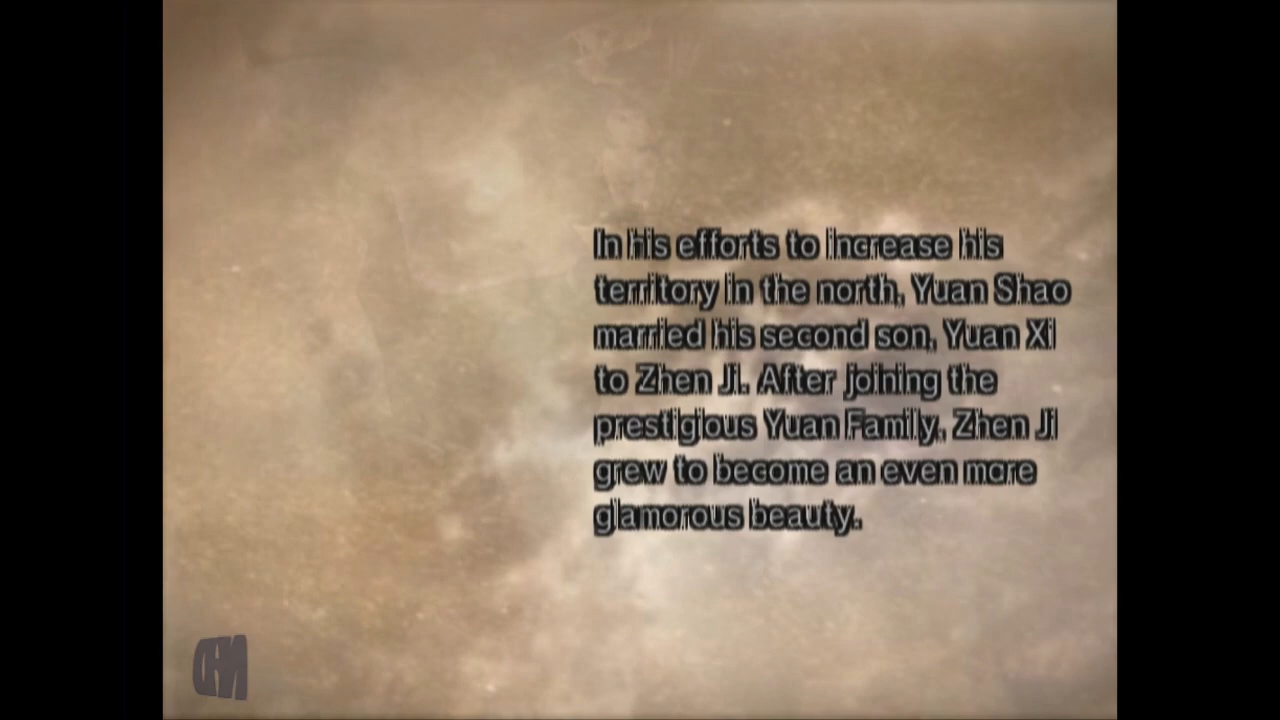 In his efforts to increase his
territory in the north, Yuan Shao
married his second son, Yuan Xi
to Zhen Ji. After joining the
prestigious Yuan Family, Zhen Ji
grew to become an even more
glamorous beauty.